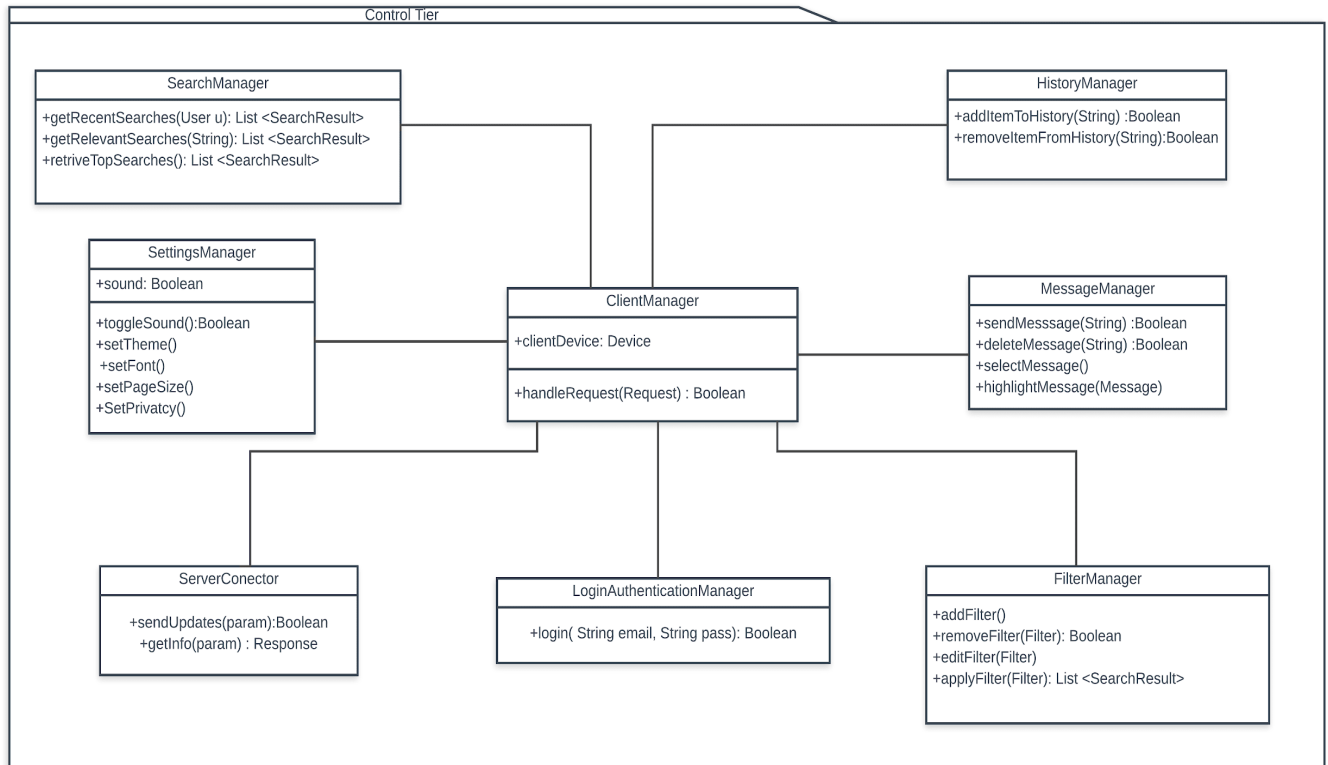 Control Tier
SearchManager
+getRecentSearches(User u): List <SearchResult>
+getRelevantSearches(String): List <SearchResult>
+retriveTopSearches(): List <SearchResult>
HistoryManager
+addItemToHistory(String) :Boolean
+removeItemFromHistory(String):Boolean
SettingsManager
+sound: Boolean
+toggleSound():Boolean
+setTheme()
+setFont()
+setPageSize()
+SetPrivatcy()
ClientManager
+clientDevice: Device
+handleRequest(Request) : Boolean
MessageManager
+sendMesssage(String) :Boolean
+deleteMessage(String) :Boolean
+selectMessage()
+highlightMessage(Message)
ServerConector
+sendUpdates(param):Boolean
+getInfo(param) : Response
LoginAuthenticationManager
+login( String email, String pass): Boolean
FilterManager
+addFilter()
+removeFilter(Filter): Boolean
+editFilter(Filter)
+applyFilter(Filter): List <SearchResult>